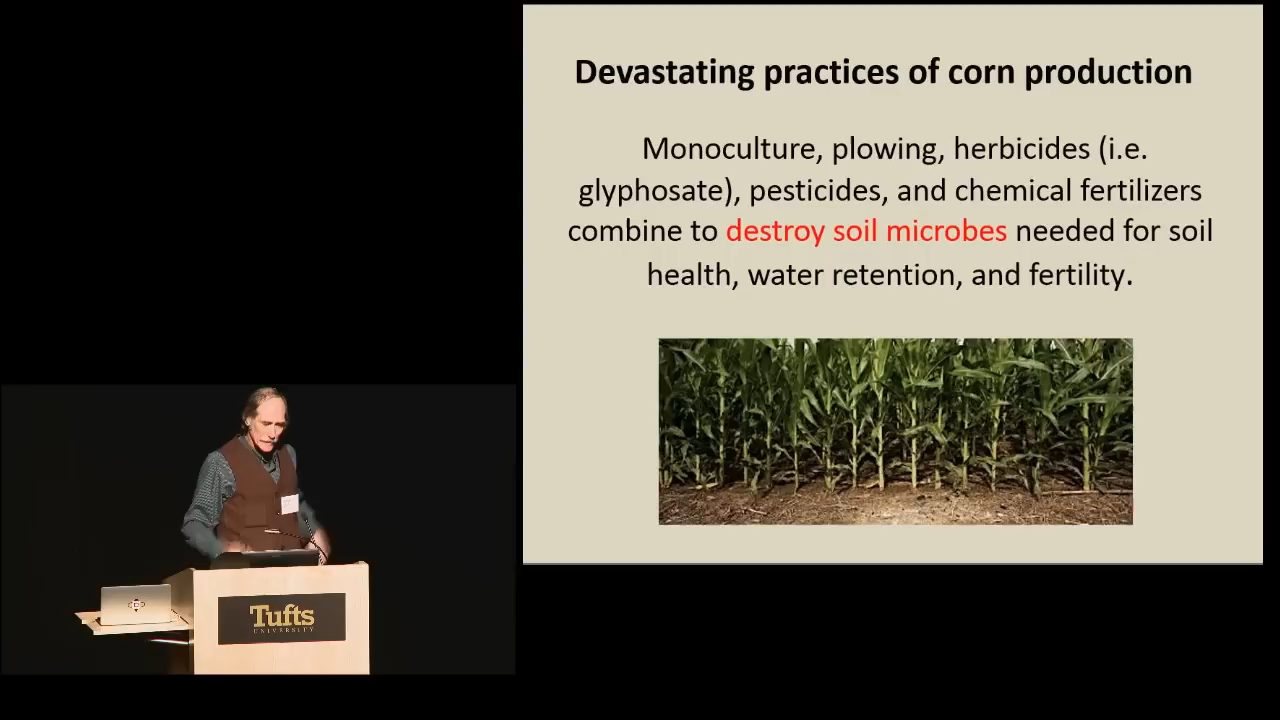 Devastating practices of corn production
Monoculture, plowing, herbicides (i.e.
glyphosate), pesticides, and chemical fertilizers
combine to destroy soil microbes needed for soil
health, water retention, and fertility.
Tufts
UNIVERSITY